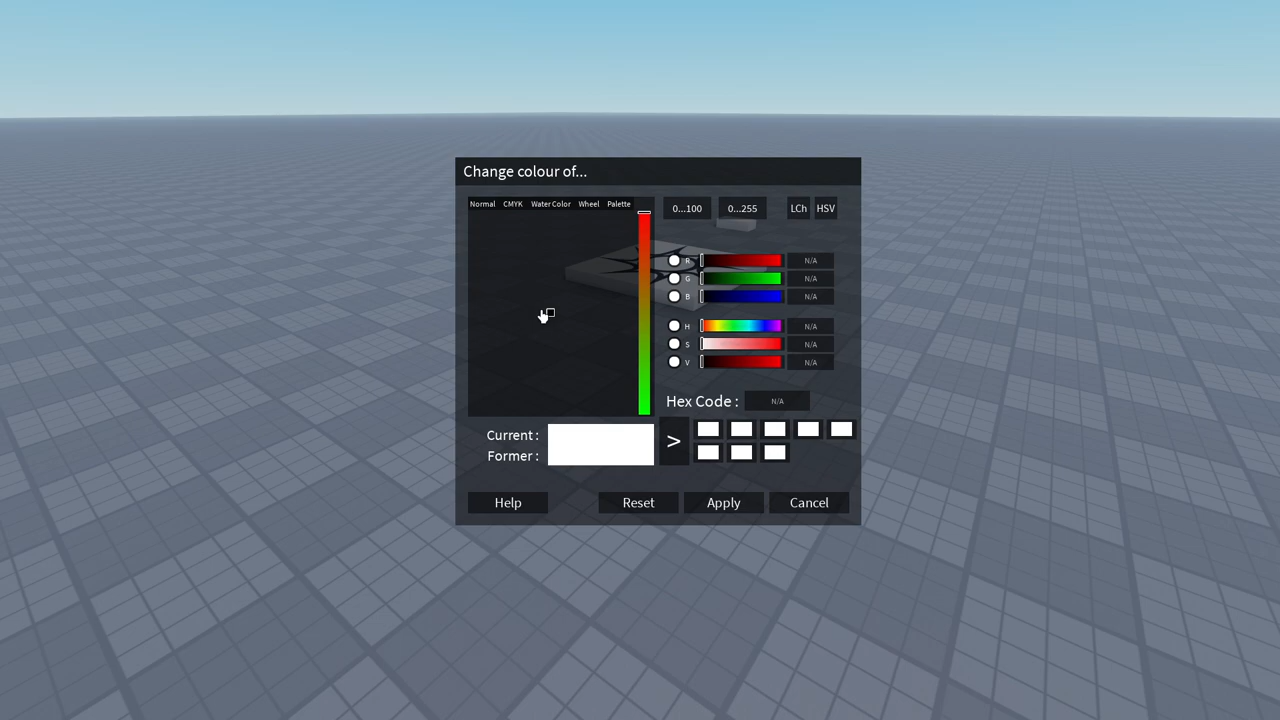 Change colour of...
Normal CMYK Water Color Wheel Palette
0...100 0...255 LCh HSV
R N/A
G N/A
B N/A
H N/A
S N/A
V N/A
Hex Code : N/A
Current :
Former :
>
Help Reset Apply Cancel